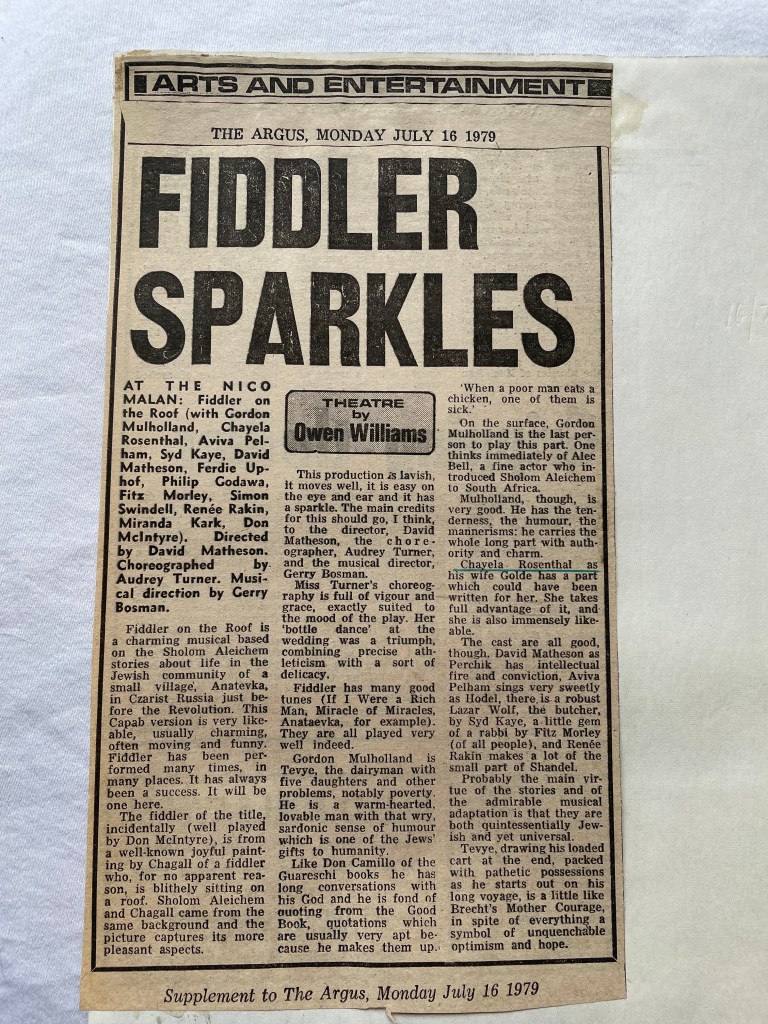 ARTS AND ENTERTAINMENT
THE ARGUS, MONDAY JULY 16 1979
FIDDLER
SPARKLES
AT THE NICO
MALAN: Fiddler on
the Roof (with Gordon
Mulholland, Chayela
Rosenthal, Aviva Pel-
ham, Syd Kaye, David
Matheson, Ferdie Up-
hof, Philip Godawa,
Fitz Morley, Simon
Swindell, Renée Rakin,
Miranda Kark, Don
McIntyre). Directed
by David Matheson.
Choreographed by
Audrey Turner. Musi-
cal direction by Gerry
Bosman.
Fiddler on the Roof is
a charming musical based
on the Sholom Aleichem
stories about life in the
Jewish community of a
small village, Anatevka,
in Czarist Russia just be-
fore the Revolution. This
Capab version is very like-
able, usually charming,
often moving and funny.
Fiddler has been per-
formed many times, in
many places. It has always
been a success. It will be
one here.
The fiddler of the title,
incidentally (well played
by Don McIntyre), is from
a well-known joyful paint-
ing by Chagall of a fiddler
who, for no apparent rea-
son, is blithely sitting on
a roof. Sholom Aleichem
and Chagall came from the
same background and the
picture captures its more
pleasant aspects.
THEATRE
by
Owen Williams
This production is lavish,
it moves well, it is easy on
the eye and ear and it has
a sparkle. The main credits
for this should go, I think,
to the director, David
Matheson, the chore-
ographer, Audrey Turner,
and the musical director,
Gerry Bosman.
Miss Turner's choreog-
raphy is full of vigour and
grace, exactly suited to
the mood of the play. Her
'bottle dance' at the
wedding was a triumph,
combining precise ath-
leticism with a sort of
delicacy.
Fiddler has many good
tunes (If I Were a Rich
Man, Miracle of Miracles,
Anataevka, for example).
They are all played very
well indeed.
Gordon Mulholland is
Tevye, the dairyman with
five daughters and other
problems, notably poverty.
He is a warm-hearted,
lovable man with that wry,
sardonic sense of humour
which is one of the Jews'
gifts to humanity.
Like Don Camillo of the
Guareschi books he has
long conversations with
his God and he is fond of
quoting from the Good
Book, quotations which
are usually very apt be-
cause he makes them up.
'When a poor man eats a
chicken, one of them is
sick.'
On the surface, Gordon
Mulholland is the last per-
son to play this part. One
thinks immediately of Alec
Bell, a fine actor who in-
troduced Sholom Aleichem
to South Africa.
Mulholland, though, is
very good. He has the ten-
derness, the humour, the
mannerisms: he carries the
whole long part with auth-
ority and charm.
Chayela Rosenthal as
his wife Golde has a part
which could have been
written for her. She takes
full advantage of it, and
she is also immensely like-
able.
The cast are all good,
though. David Matheson as
Perchik has intellectual
fire and conviction, Aviva
Pelham sings very sweetly
as Hodel, there is a robust
Lazar Wolf, the butcher,
by Syd Kaye, a little gem
of a rabbi by Fitz Morley
(of all people), and Renée
Rakin makes a lot of the
small part of Shandel.
Probably the main vir-
tue of the stories and of
the admirable musical
adaptation is that they are
both quintessentially Jew-
ish and yet universal.
Tevye, drawing his loaded
cart at the end, packed
with pathetic possessions
as he starts out on his
long voyage, is a little like
Brecht's Mother Courage,
in spite of everything a
symbol of unquenchable
optimism and hope.
Supplement to The Argus, Monday July 16 1979